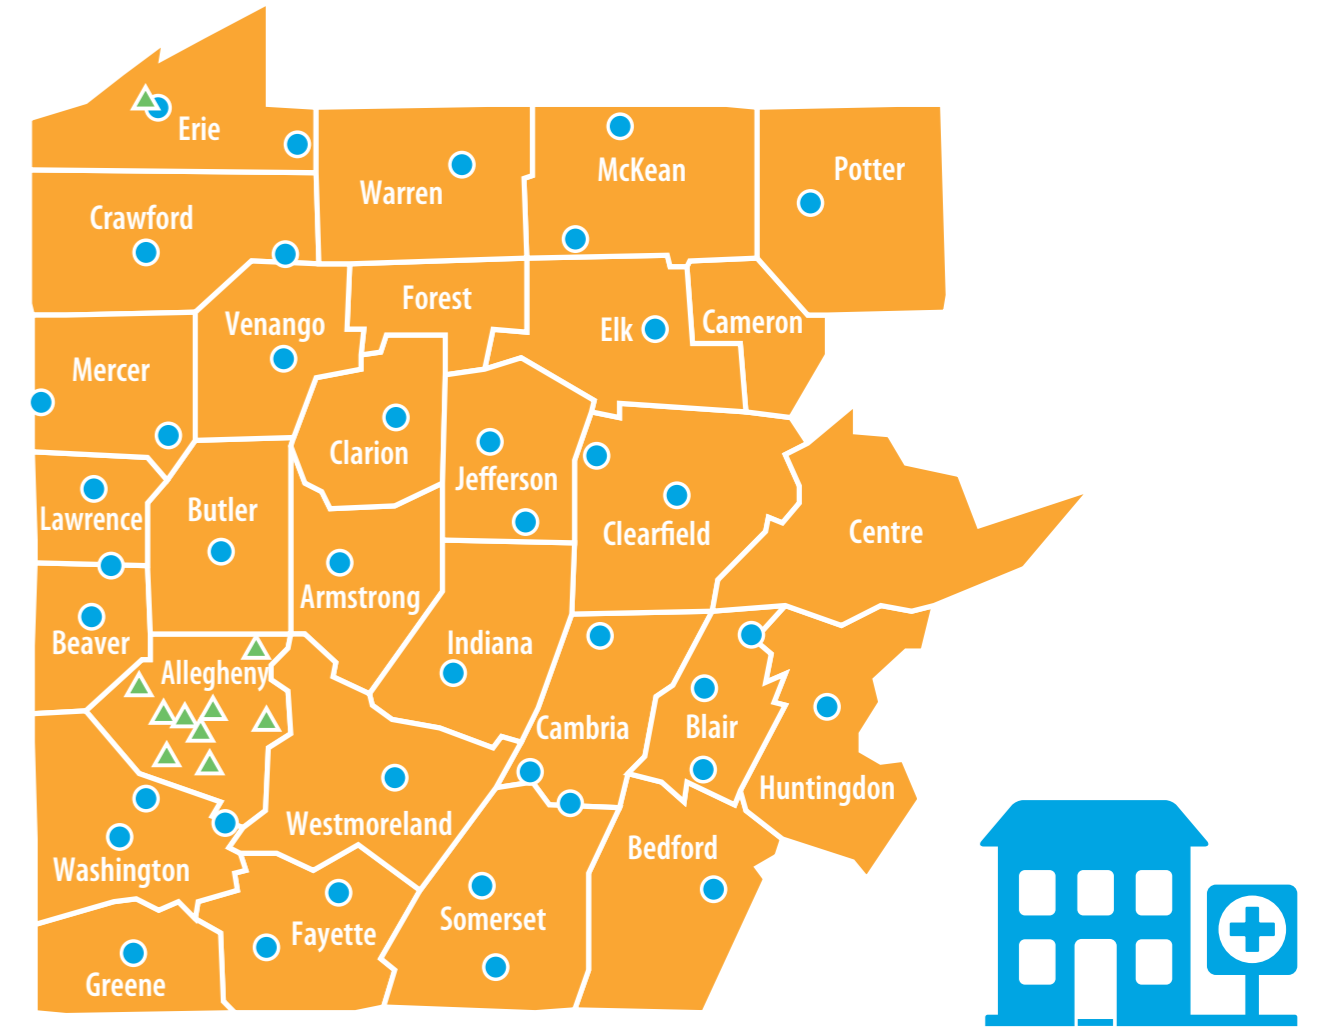 Erie
McKean
Potter
Warren
Crawford
Forest
Venango
Elk
Cameron
Mercer
Clarion
Jefferson
Lawrence
Butler
Clearfield
Centre
Armstrong
Beaver
Indiana
Allegheny
Cambria
Blair
Huntingdon
Westmoreland
Bedford
Washington
Somerset
Fayette
Greene